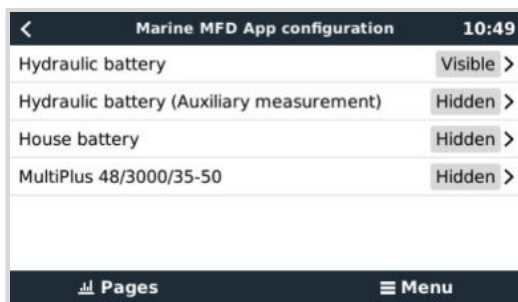 Marine MFD App configuration 10:49
Hydraulic battery Visible
Hydraulic battery (Auxiliary measurement) Hidden
House battery Hidden
MultiPlus 48/3000/35-50 Hidden
Pages Menu